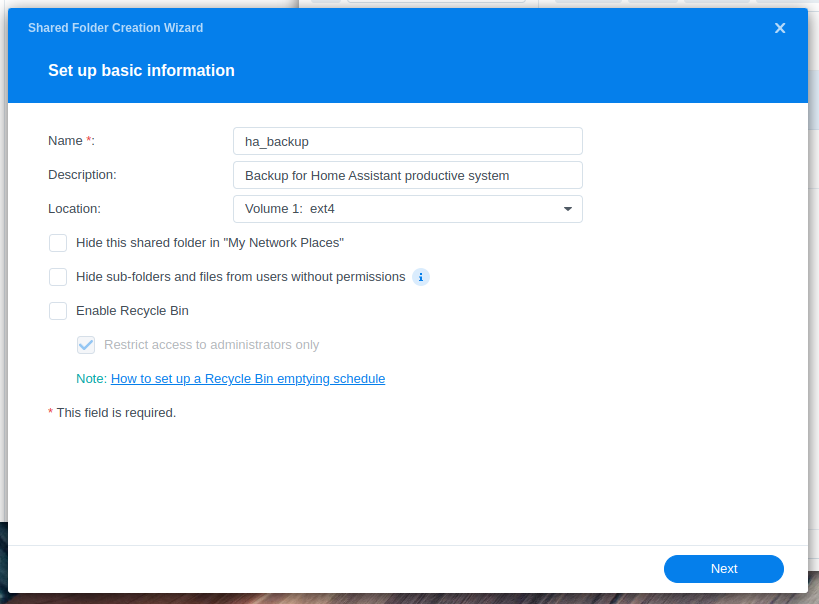 Shared Folder Creation Wizard
Set up basic information
Name *: ha_backup
Description: Backup for Home Assistant productive system
Location: Volume 1: ext4
Hide this shared folder in "My Network Places"
Hide sub-folders and files from users without permissions i
Enable Recycle Bin
Restrict access to administrators only
Note: How to set up a Recycle Bin emptying schedule
* This field is required.
Next